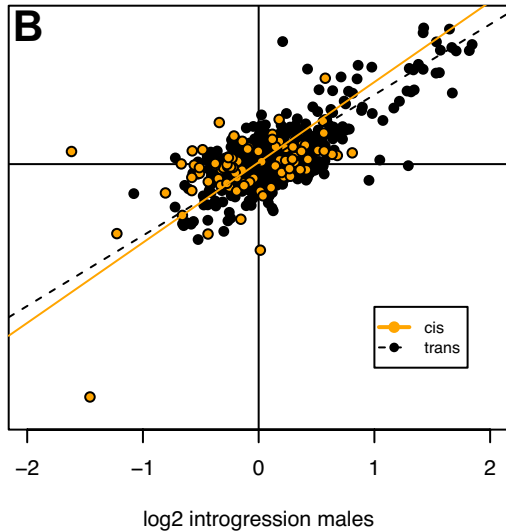 B
cis
trans
−2 −1 0 1 2
log2 introgression males